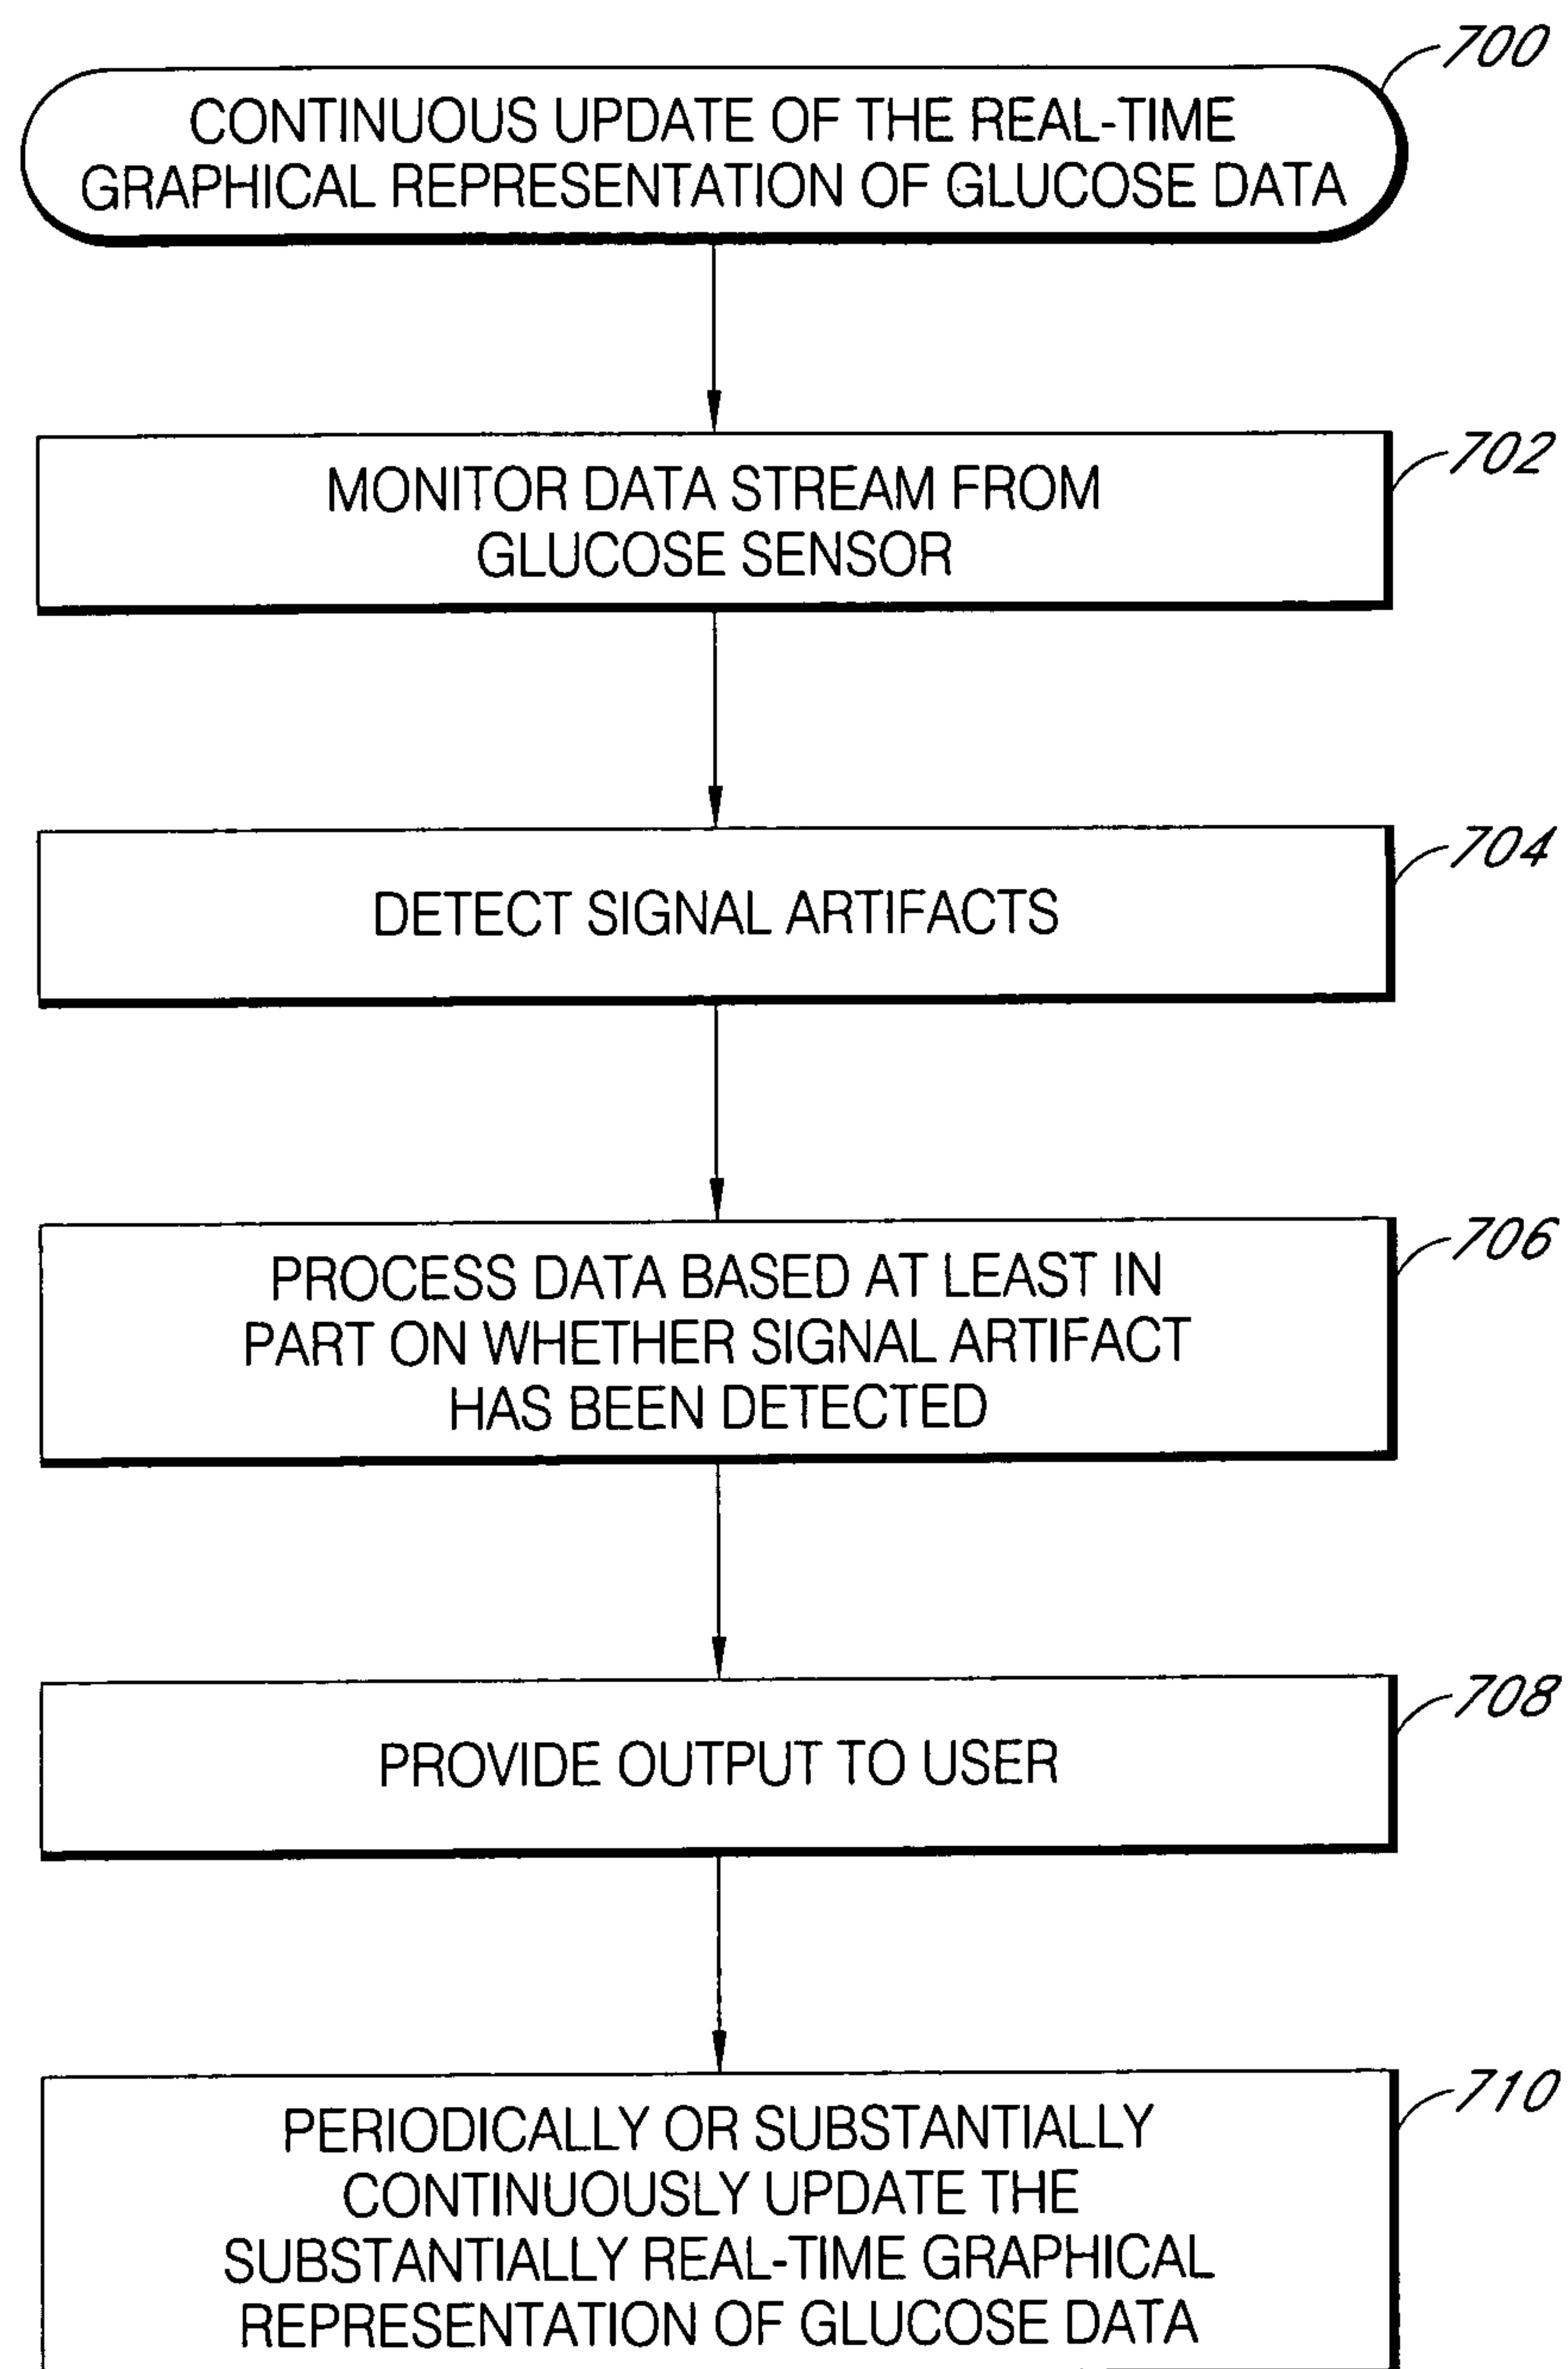 700
CONTINUOUS UPDATE OF THE REAL-TIME
GRAPHICAL REPRESENTATION OF GLUCOSE DATA
702
MONITOR DATA STREAM FROM
GLUCOSE SENSOR
704
DETECT SIGNAL ARTIFACTS
706
PROCESS DATA BASED AT LEAST IN
PART ON WHETHER SIGNAL ARTIFACT
HAS BEEN DETECTED
708
PROVIDE OUTPUT TO USER
710
PERIODICALLY OR SUBSTANTIALLY
CONTINUOUSLY UPDATE THE
SUBSTANTIALLY REAL-TIME GRAPHICAL
REPRESENTATION OF GLUCOSE DATA